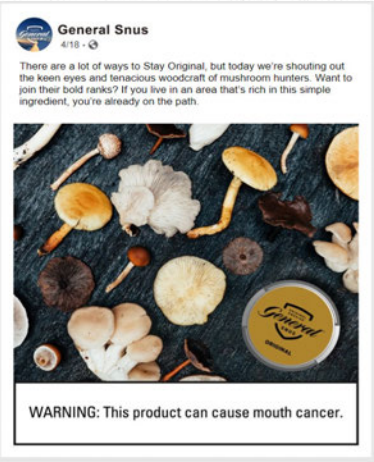 General Snus
4/18 ·
There are a lot of ways to Stay Original, but today we're shouting out
the keen eyes and tenacious woodcraft of mushroom hunters. Want to
join their bold ranks? If you live in an area that's rich in this simple
ingredient, you're already on the path.
General
SNUS
ORIGINAL
WARNING: This product can cause mouth cancer.